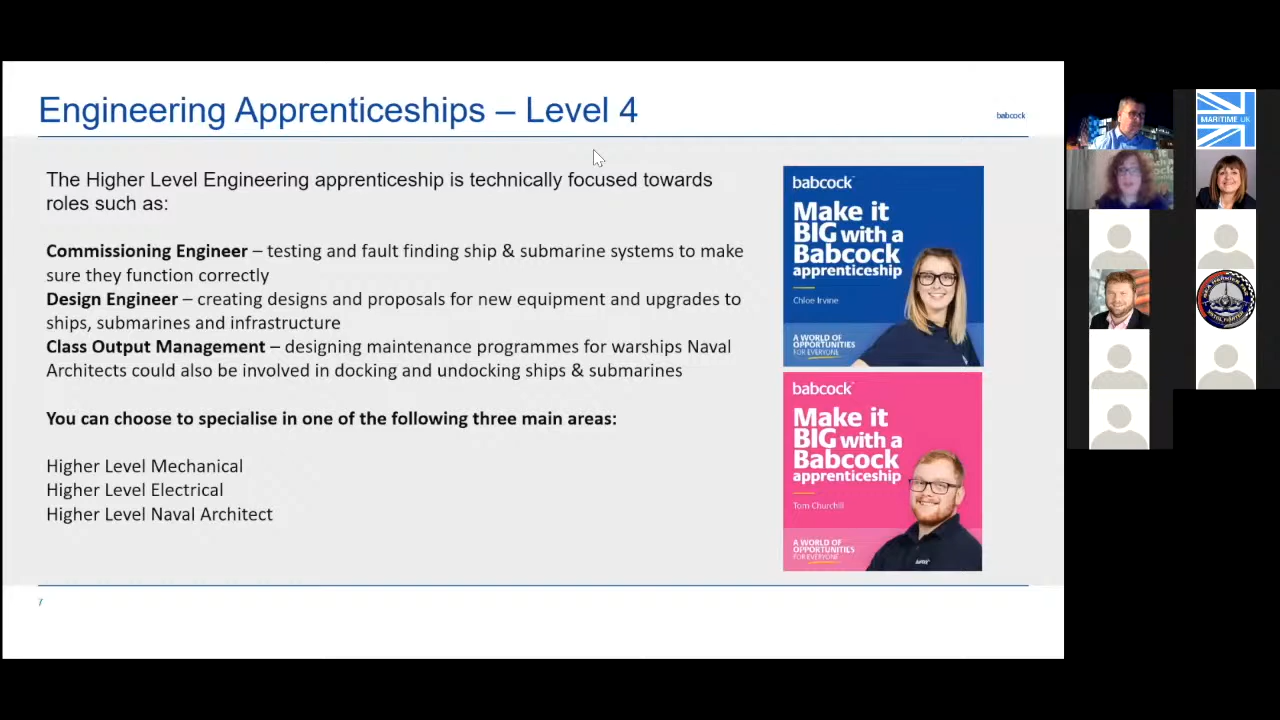 Engineering Apprenticeships – Level 4
babcock
The Higher Level Engineering apprenticeship is technically focused towards
roles such as:
Commissioning Engineer – testing and fault finding ship & submarine systems to make
sure they function correctly
Design Engineer – creating designs and proposals for new equipment and upgrades to
ships, submarines and infrastructure
Class Output Management – designing maintenance programmes for warships Naval
Architects could also be involved in docking and undocking ships & submarines
You can choose to specialise in one of the following three main areas:
Higher Level Mechanical
Higher Level Electrical
Higher Level Naval Architect
7
babcock
Make it
BIG with a
Babcock
apprenticeship
Chloe Irvine
A WORLD OF
OPPORTUNITIES
FOR EVERYONE
babcock
Make it
BIG with a
Babcock
apprenticeship
Tom Churchill
A WORLD OF
OPPORTUNITIES
FOR EVERYONE
MARITIME UK